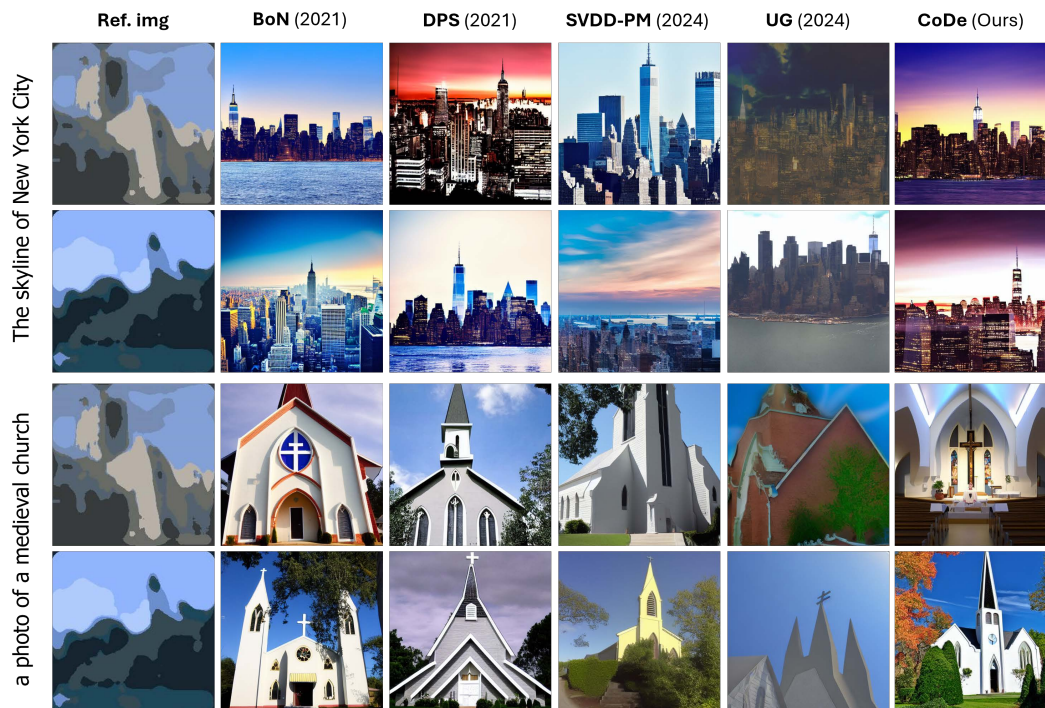 Ref. img
BoN (2021)
DPS (2021)
SVDD-PM (2024)
UG (2024)
CoDe (Ours)
The skyline of New York City
a photo of a medieval church